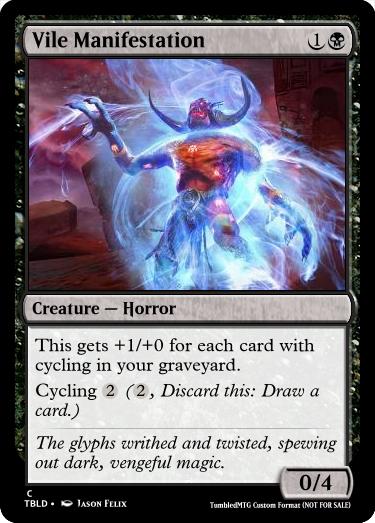 Vile Manifestation 1
Creature — Horror
This gets +1/+0 for each card with
cycling in your graveyard.
Cycling 2 (2, Discard this: Draw a
card.)
The glyphs writhed and twisted, spewing
out dark, vengeful magic.
0/4
C
TBLD • Jason Felix
TumbledMTG Custom Format (NOT FOR SALE)